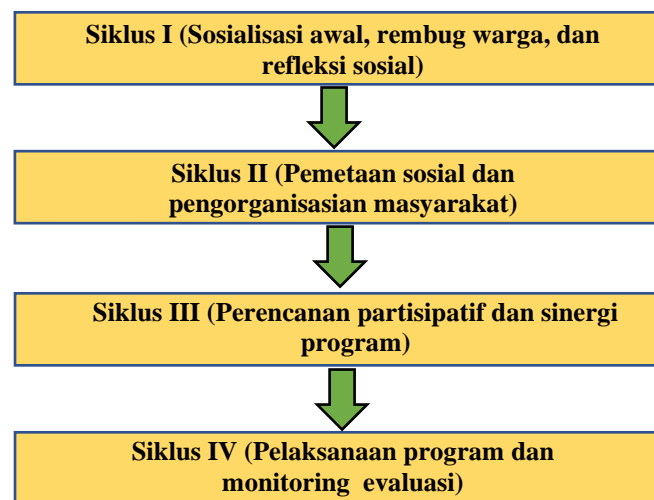 Siklus I (Sosialisasi awal, rembug warga, dan
refleksi sosial)
Siklus II (Pemetaan sosial dan
pengorganisasian masyarakat)
Siklus III (Perencanan partisipatif dan sinergi
program)
Siklus IV (Pelaksanaan program dan
monitoring evaluasi)